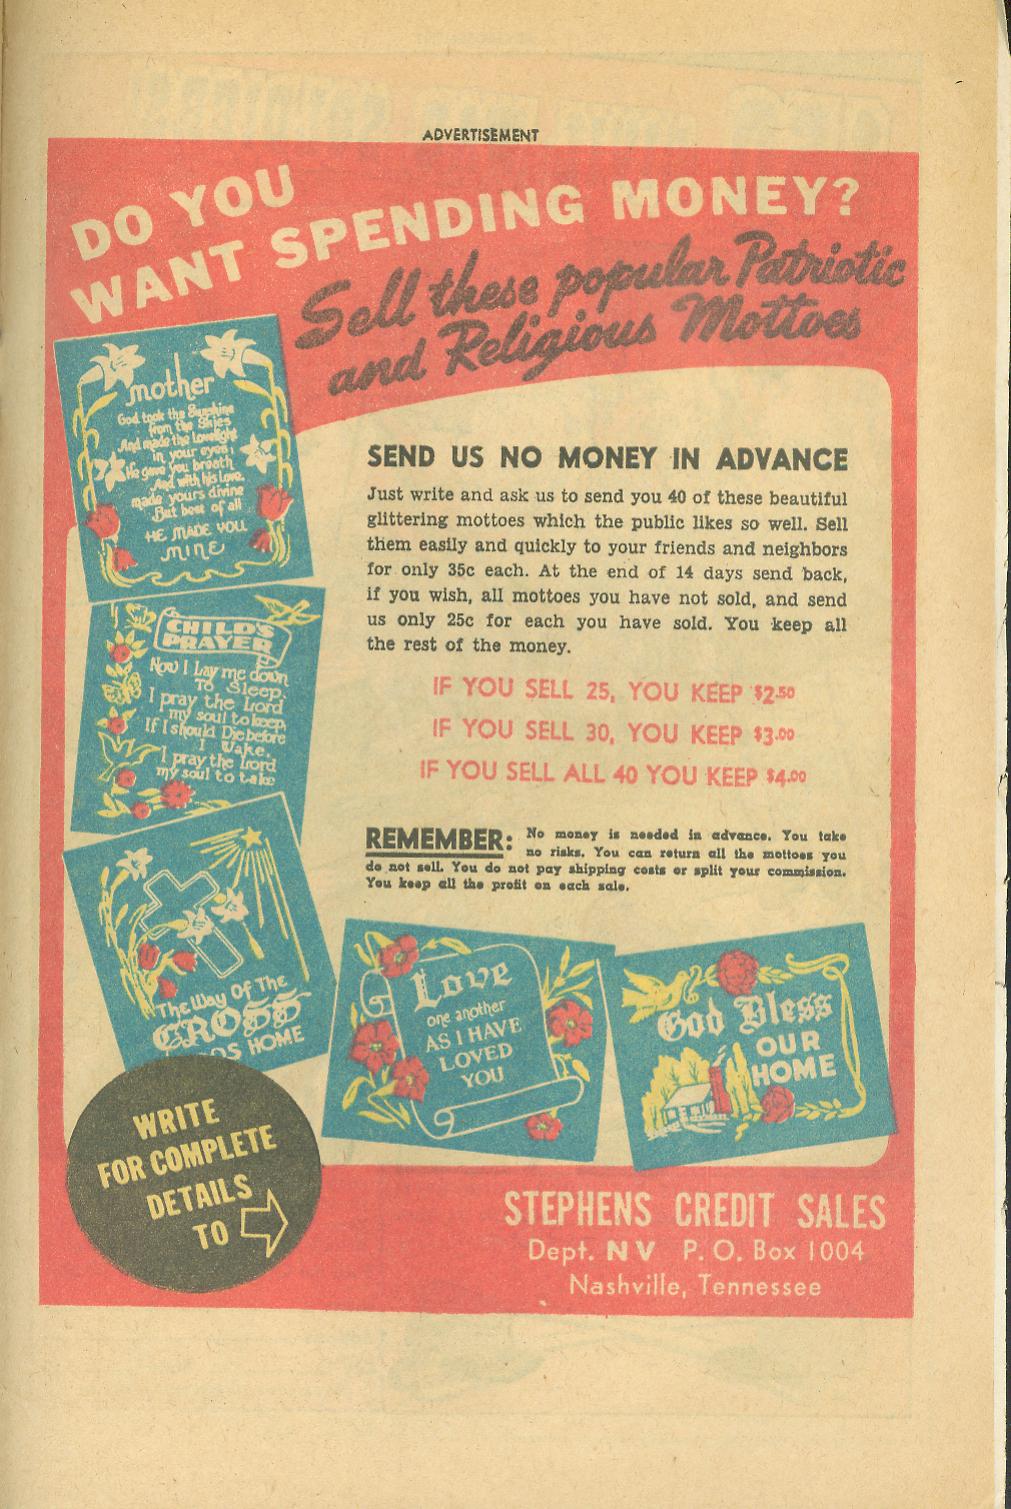 ADVERTISEMENT
DO YOU
WANT SPENDING MONEY?
Sell these popular Patriotic
and Religious Mottoes
mother
God took the Sunshine
from the Skies
And made the Lovelight
in your eyes,
He gave you breath
And with his Love,
made yours divine
But best of all
HE MADE YOU
MINE
SEND US NO MONEY IN ADVANCE
Just write and ask us to send you 40 of these beautiful
glittering mottoes which the public likes so well. Sell
them easily and quickly to your friends and neighbors
for only 35c each. At the end of 14 days send back,
if you wish, all mottoes you have not sold, and send
us only 25c for each you have sold. You keep all
the rest of the money.
IF YOU SELL 25, YOU KEEP $2.50
IF YOU SELL 30, YOU KEEP $3.00
IF YOU SELL ALL 40 YOU KEEP $4.00
CHILD'S
PRAYER
Now I Lay me down
To Sleep.
I pray the Lord
my soul to keep,
If I should Die before
I Wake.
I pray the Lord
my soul to take
REMEMBER: No money is needed in advance. You take
no risks. You can return all the mottoes you
do not sell. You do not pay shipping costs or split your commission.
You keep all the profit on each sale.
The Way Of The
CROSS
DS HOME
Love
one another
AS I HAVE
LOVED
YOU
God Bless
OUR
HOME
WRITE
FOR COMPLETE
DETAILS
TO
STEPHENS CREDIT SALES
Dept. NV P. O. Box 1004
Nashville, Tennessee